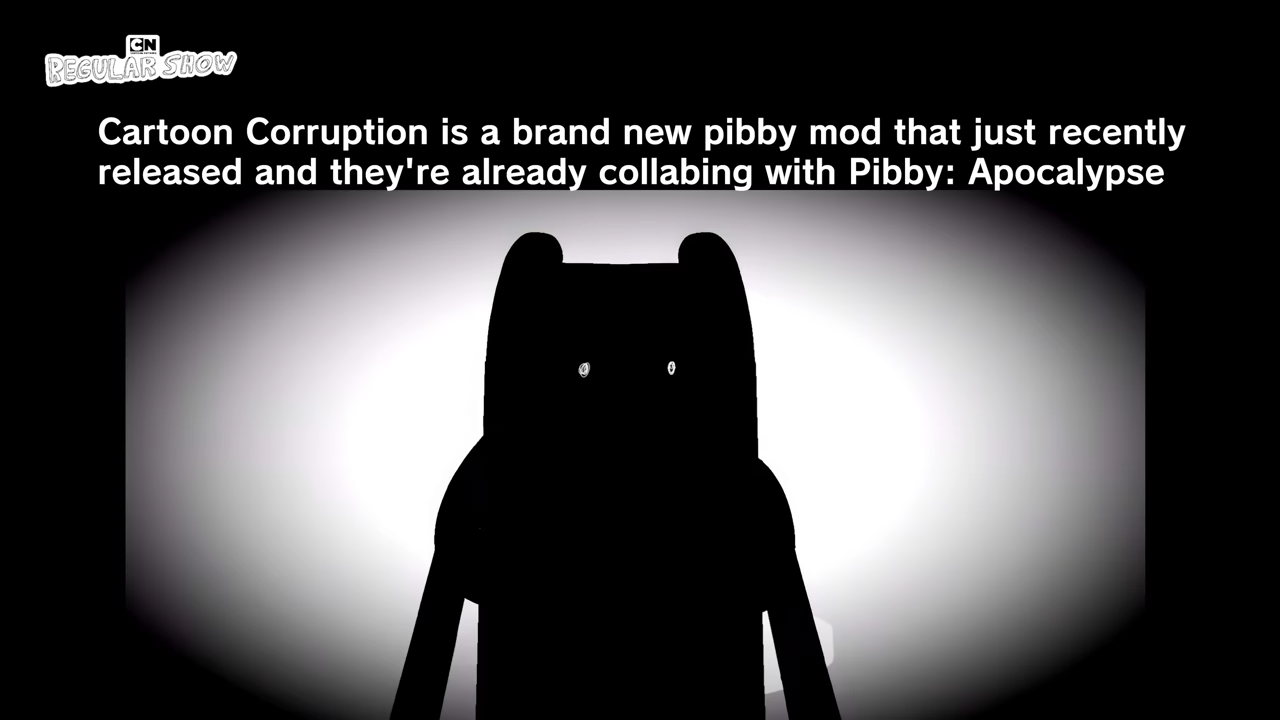 CN
REGULAR SHOW
Cartoon Corruption is a brand new pibby mod that just recently
released and they're already collabing with Pibby: Apocalypse